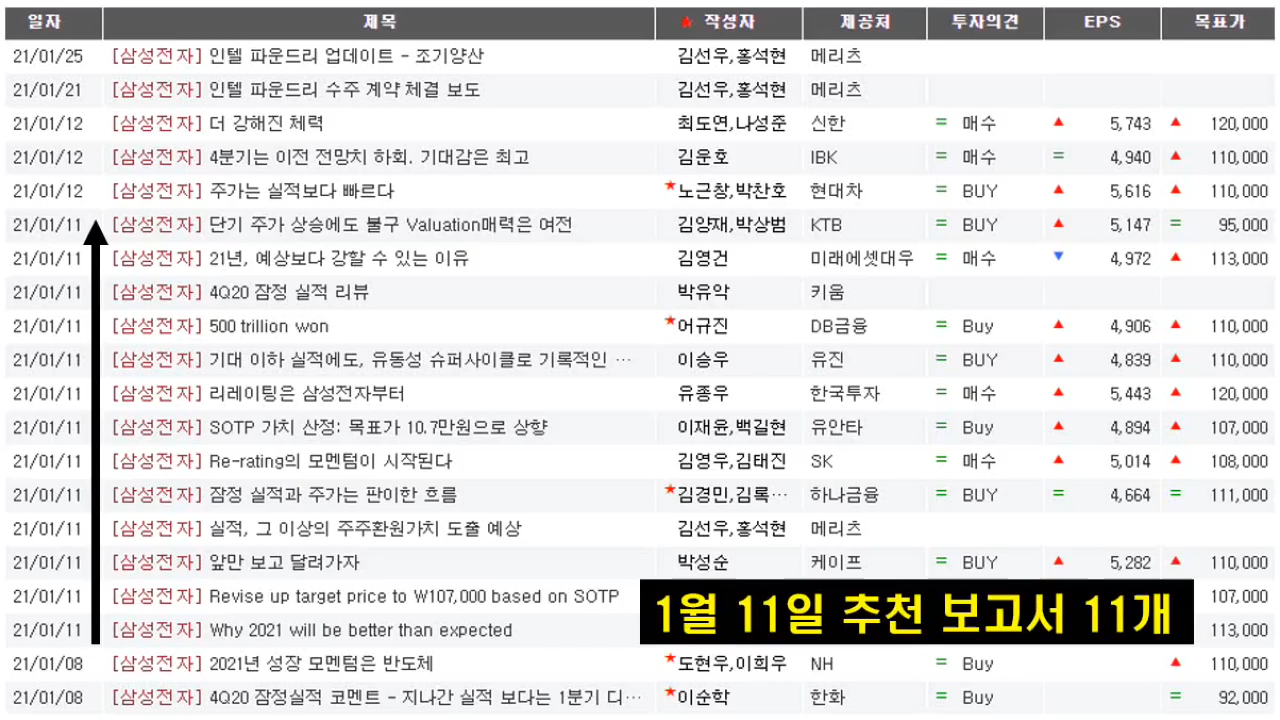 일자 제목 작성자 제공처 투자의견 EPS 목표가
21/01/25 [삼성전자] 인텔 파운드리 업데이트 - 조기양산 김선우,홍석현 메리츠
21/01/21 [삼성전자] 인텔 파운드리 수주 계약 체결 보도 김선우,홍석현 메리츠
21/01/12 [삼성전자] 더 강해진 체력 최도연,나성준 신한 = 매수 ▲ 5,743 ▲ 120,000
21/01/12 [삼성전자] 4분기는 이전 전망치 하회. 기대감은 최고 김운호 IBK = 매수 = 4,940 ▲ 110,000
21/01/12 [삼성전자] 주가는 실적보다 빠르다 ★노근창,박찬호 현대차 = BUY ▲ 5,616 ▲ 110,000
21/01/11 [삼성전자] 단기 주가 상승에도 불구 Valuation매력은 여전 김양재,박상범 KTB = BUY ▲ 5,147 = 95,000
21/01/11 [삼성전자] 21년, 예상보다 강할 수 있는 이유 김영건 미래에셋대우 = 매수 ▼ 4,972 ▲ 113,000
21/01/11 [삼성전자] 4Q20 잠정 실적 리뷰 박유악 키움
21/01/11 [삼성전자] 500 trillion won ★어규진 DB금융 = Buy ▲ 4,906 ▲ 110,000
21/01/11 [삼성전자] 기대 이하 실적에도, 유동성 슈퍼사이클로 기록적인 … 이승우 유진 = BUY ▲ 4,839 ▲ 110,000
21/01/11 [삼성전자] 리레이팅은 삼성전자부터 유종우 한국투자 = 매수 ▲ 5,443 ▲ 120,000
21/01/11 [삼성전자] SOTP 가치 산정: 목표가 10.7만원으로 상향 이재윤,백길현 유안타 = Buy ▲ 4,894 ▲ 107,000
21/01/11 [삼성전자] Re-rating의 모멘텀이 시작된다 김영우,김태진 SK = 매수 ▲ 5,014 ▲ 108,000
21/01/11 [삼성전자] 잠정 실적과 주가는 판이한 흐름 ★김경민,김록… 하나금융 = BUY = 4,664 = 111,000
21/01/11 [삼성전자] 실적, 그 이상의 주주환원가치 도출 예상 김선우,홍석현 메리츠
21/01/11 [삼성전자] 앞만 보고 달려가자 박성순 케이프 = BUY ▲ 5,282 ▲ 110,000
21/01/11 [삼성전자] Revise up target price to ₩107,000 based on SOTP 107,000
1월 11일 추천 보고서 11개
21/01/11 [삼성전자] Why 2021 will be better than expected 113,000
21/01/08 [삼성전자] 2021년 성장 모멘텀은 반도체 ★도현우,이희우 NH = Buy ▲ 110,000
21/01/08 [삼성전자] 4Q20 잠정실적 코멘트 - 지나간 실적 보다는 1분기 디… ★이순학 한화 = Buy = 92,000